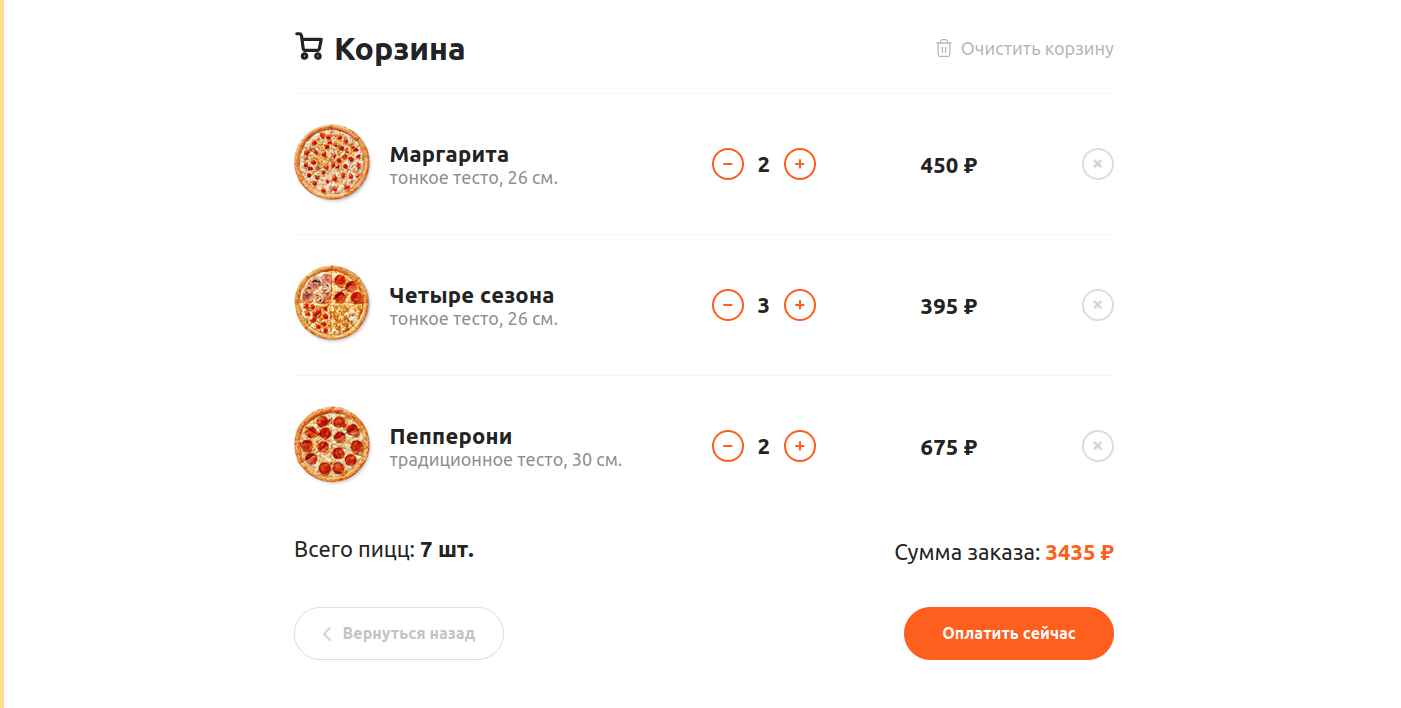 Корзина
Очистить корзину
Маргарита
тонкое тесто, 26 см.
2
450 ₽
Четыре сезона
тонкое тесто, 26 см.
3
395 ₽
Пепперони
традиционное тесто, 30 см.
2
675 ₽
Всего пицц: 7 шт.
Сумма заказа: 3435 ₽
Вернуться назад
Оплатить сейчас